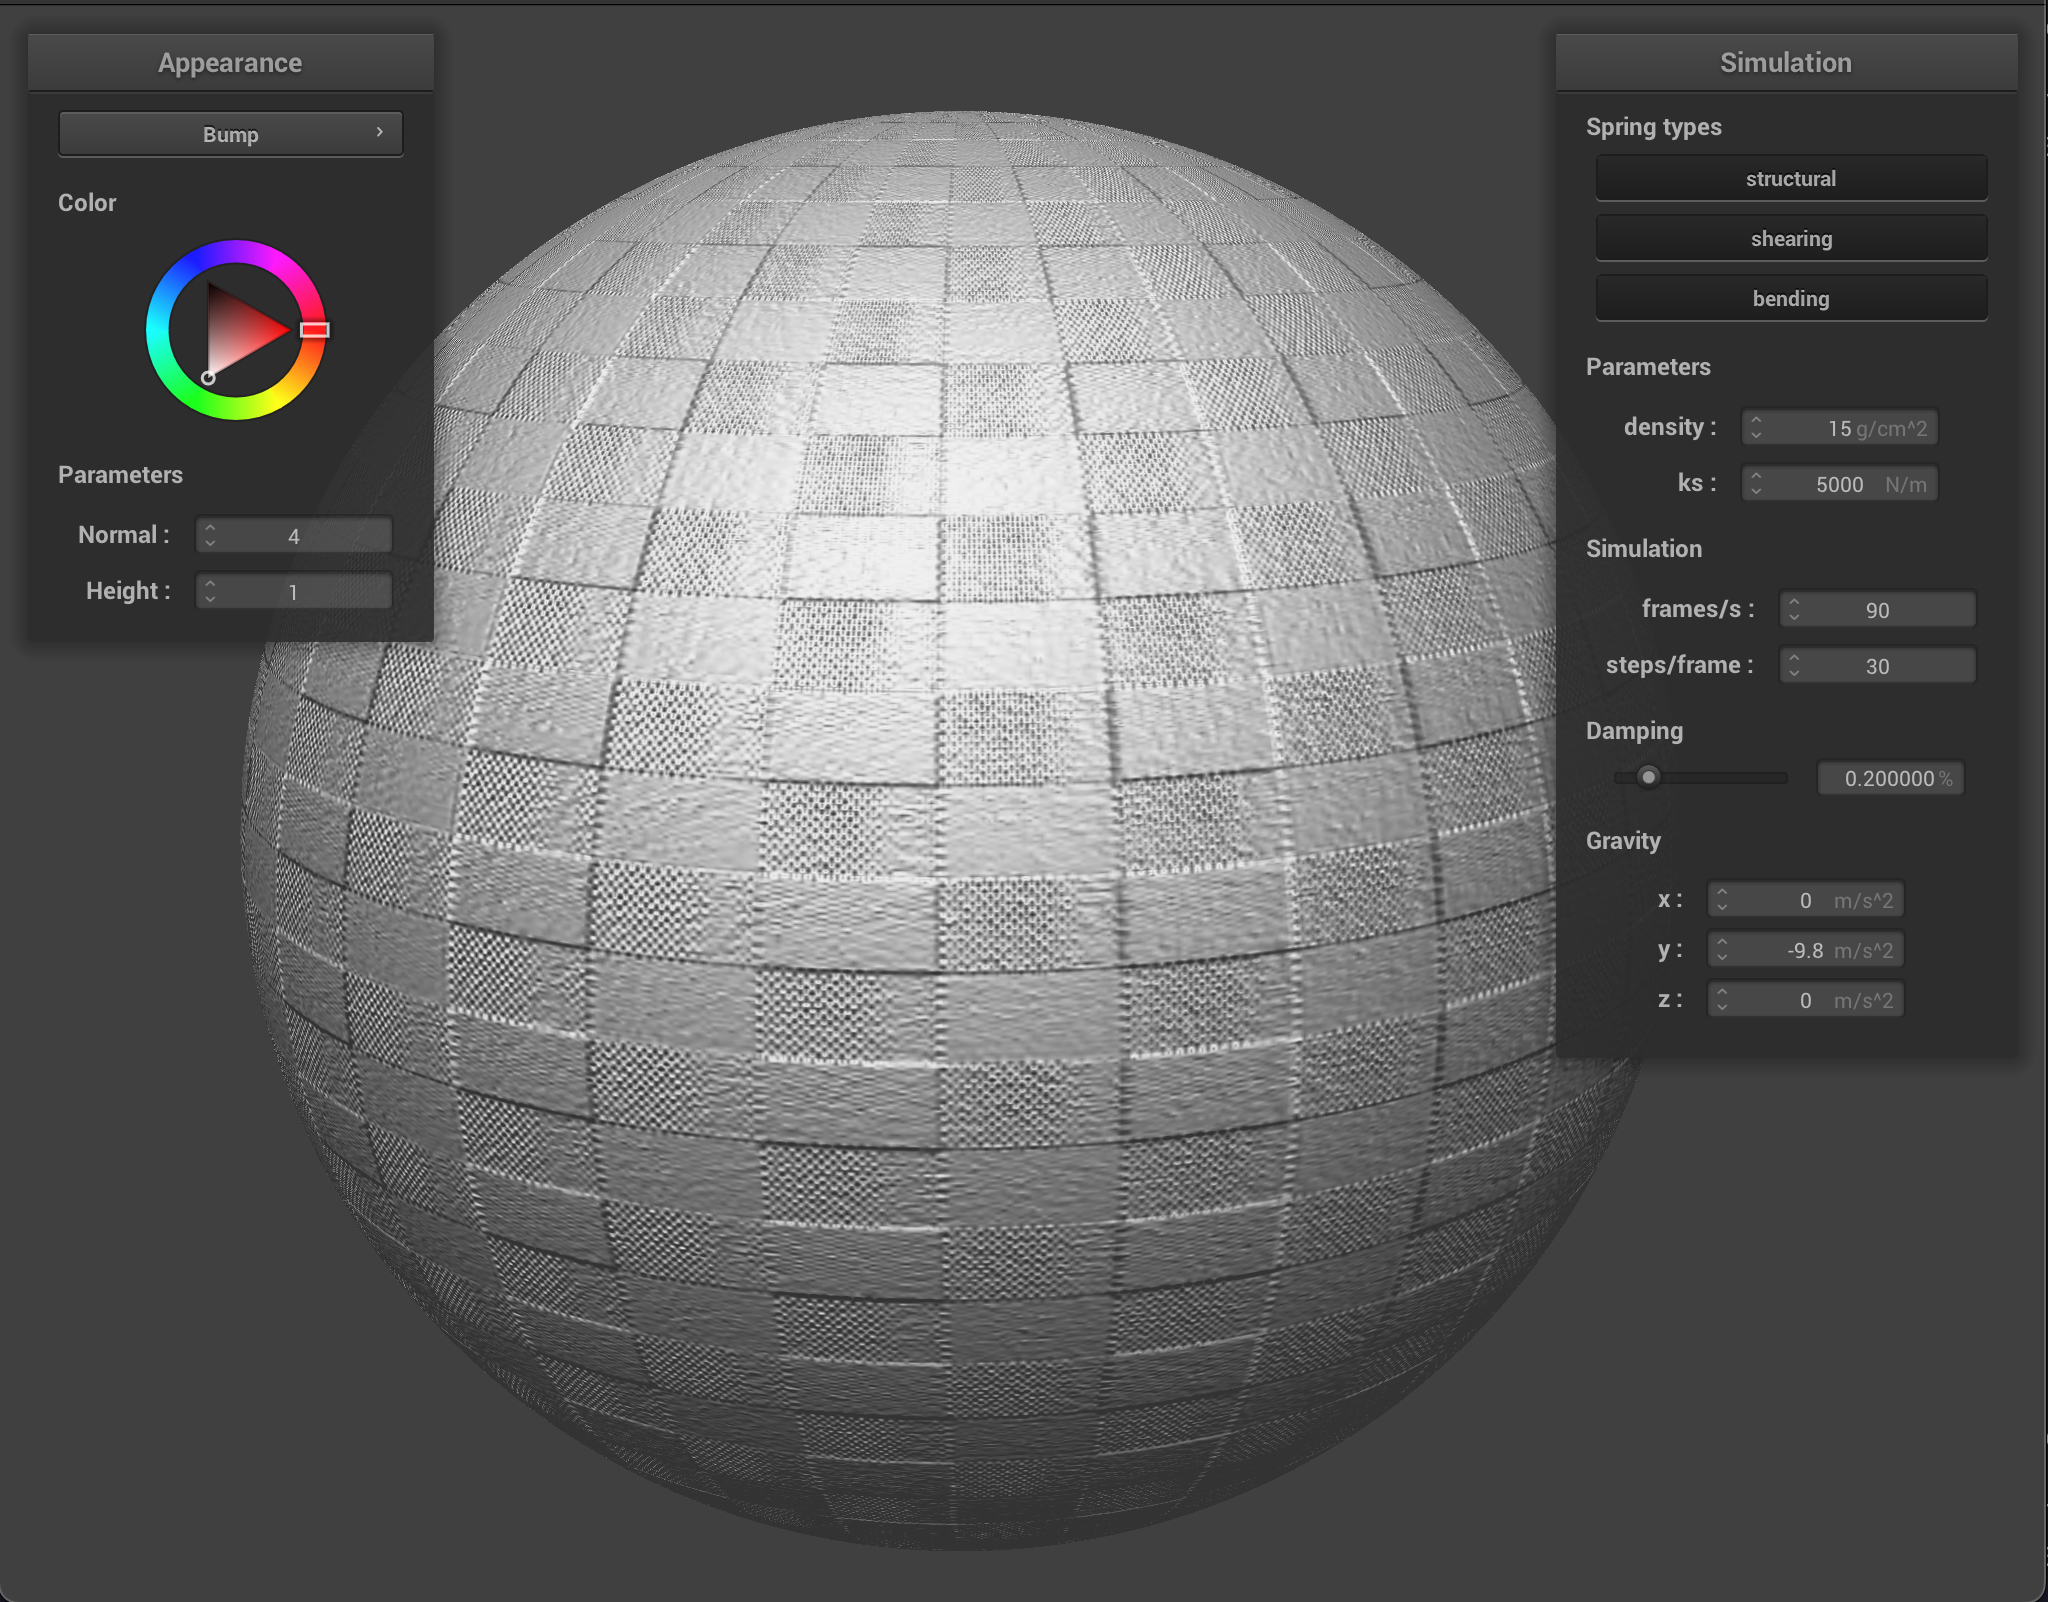 Appearance
Bump
Color
Parameters
Normal : 4
Height : 1
Simulation
Spring types
structural
shearing
bending
Parameters
density : 15 g/cm^2
ks : 5000 N/m
Simulation
frames/s : 90
steps/frame : 30
Damping
0.200000 %
Gravity
x : 0 m/s^2
y : -9.8 m/s^2
z : 0 m/s^2